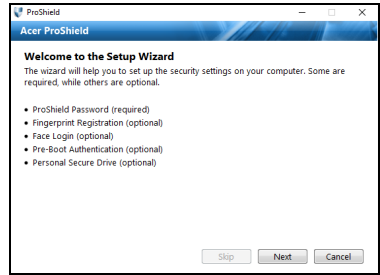 ProShield
Acer ProShield
Welcome to the Setup Wizard
The wizard will help you to set up the security settings on your computer. Some are
required, while others are optional.
• ProShield Password (required)
• Fingerprint Registration (optional)
• Face Login (optional)
• Pre-Boot Authentication (optional)
• Personal Secure Drive (optional)
Skip Next Cancel